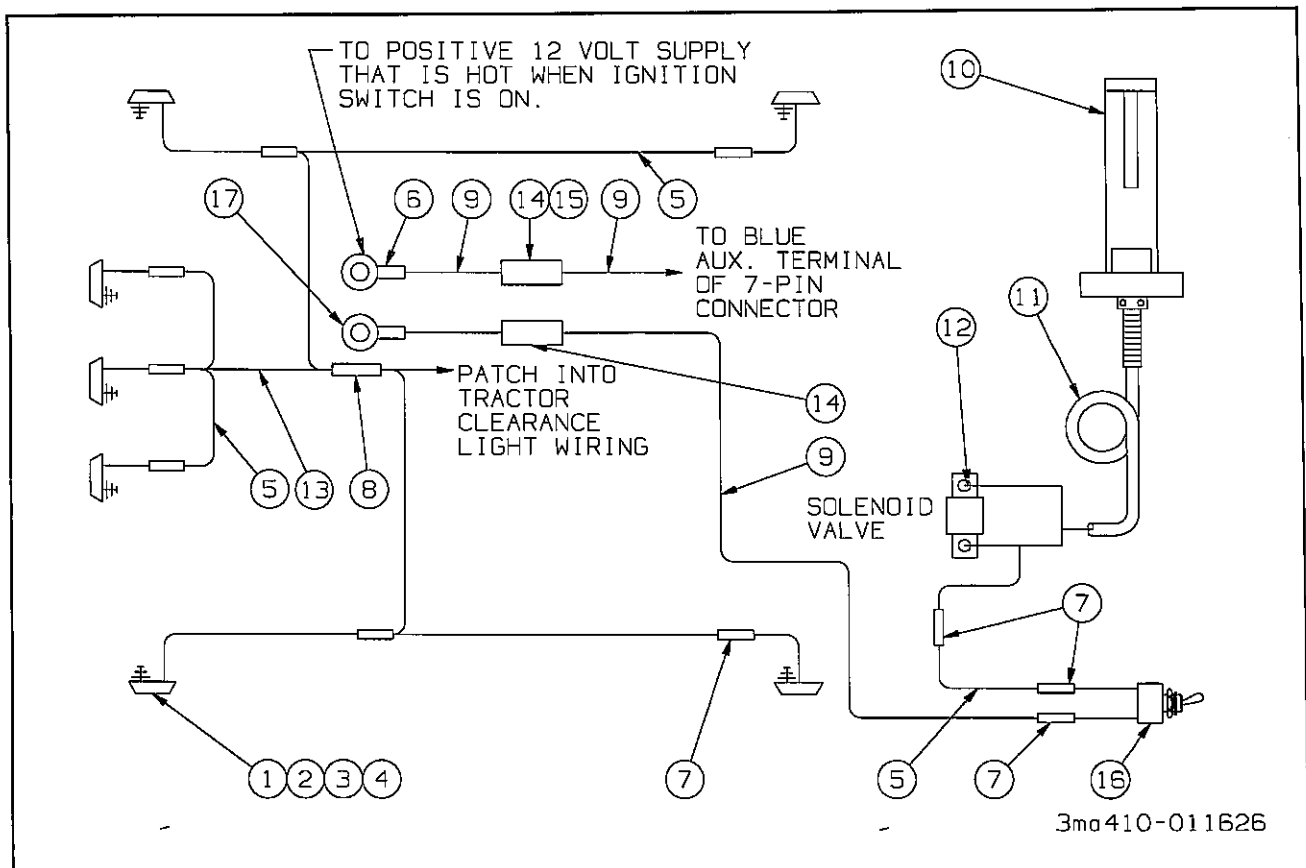 TO POSITIVE 12 VOLT SUPPLY
THAT IS HOT WHEN IGNITION
SWITCH IS ON.
10
17
6
9
14
15
9
5
TO BLUE
AUX. TERMINAL
OF 7-PIN
CONNECTOR
11
12
PATCH INTO
TRACTOR
CLEARANCE
LIGHT WIRING
14
5
13
8
9
SOLENOID
VALVE
7
1
2
3
4
7
5
7
16
3ma410-011626